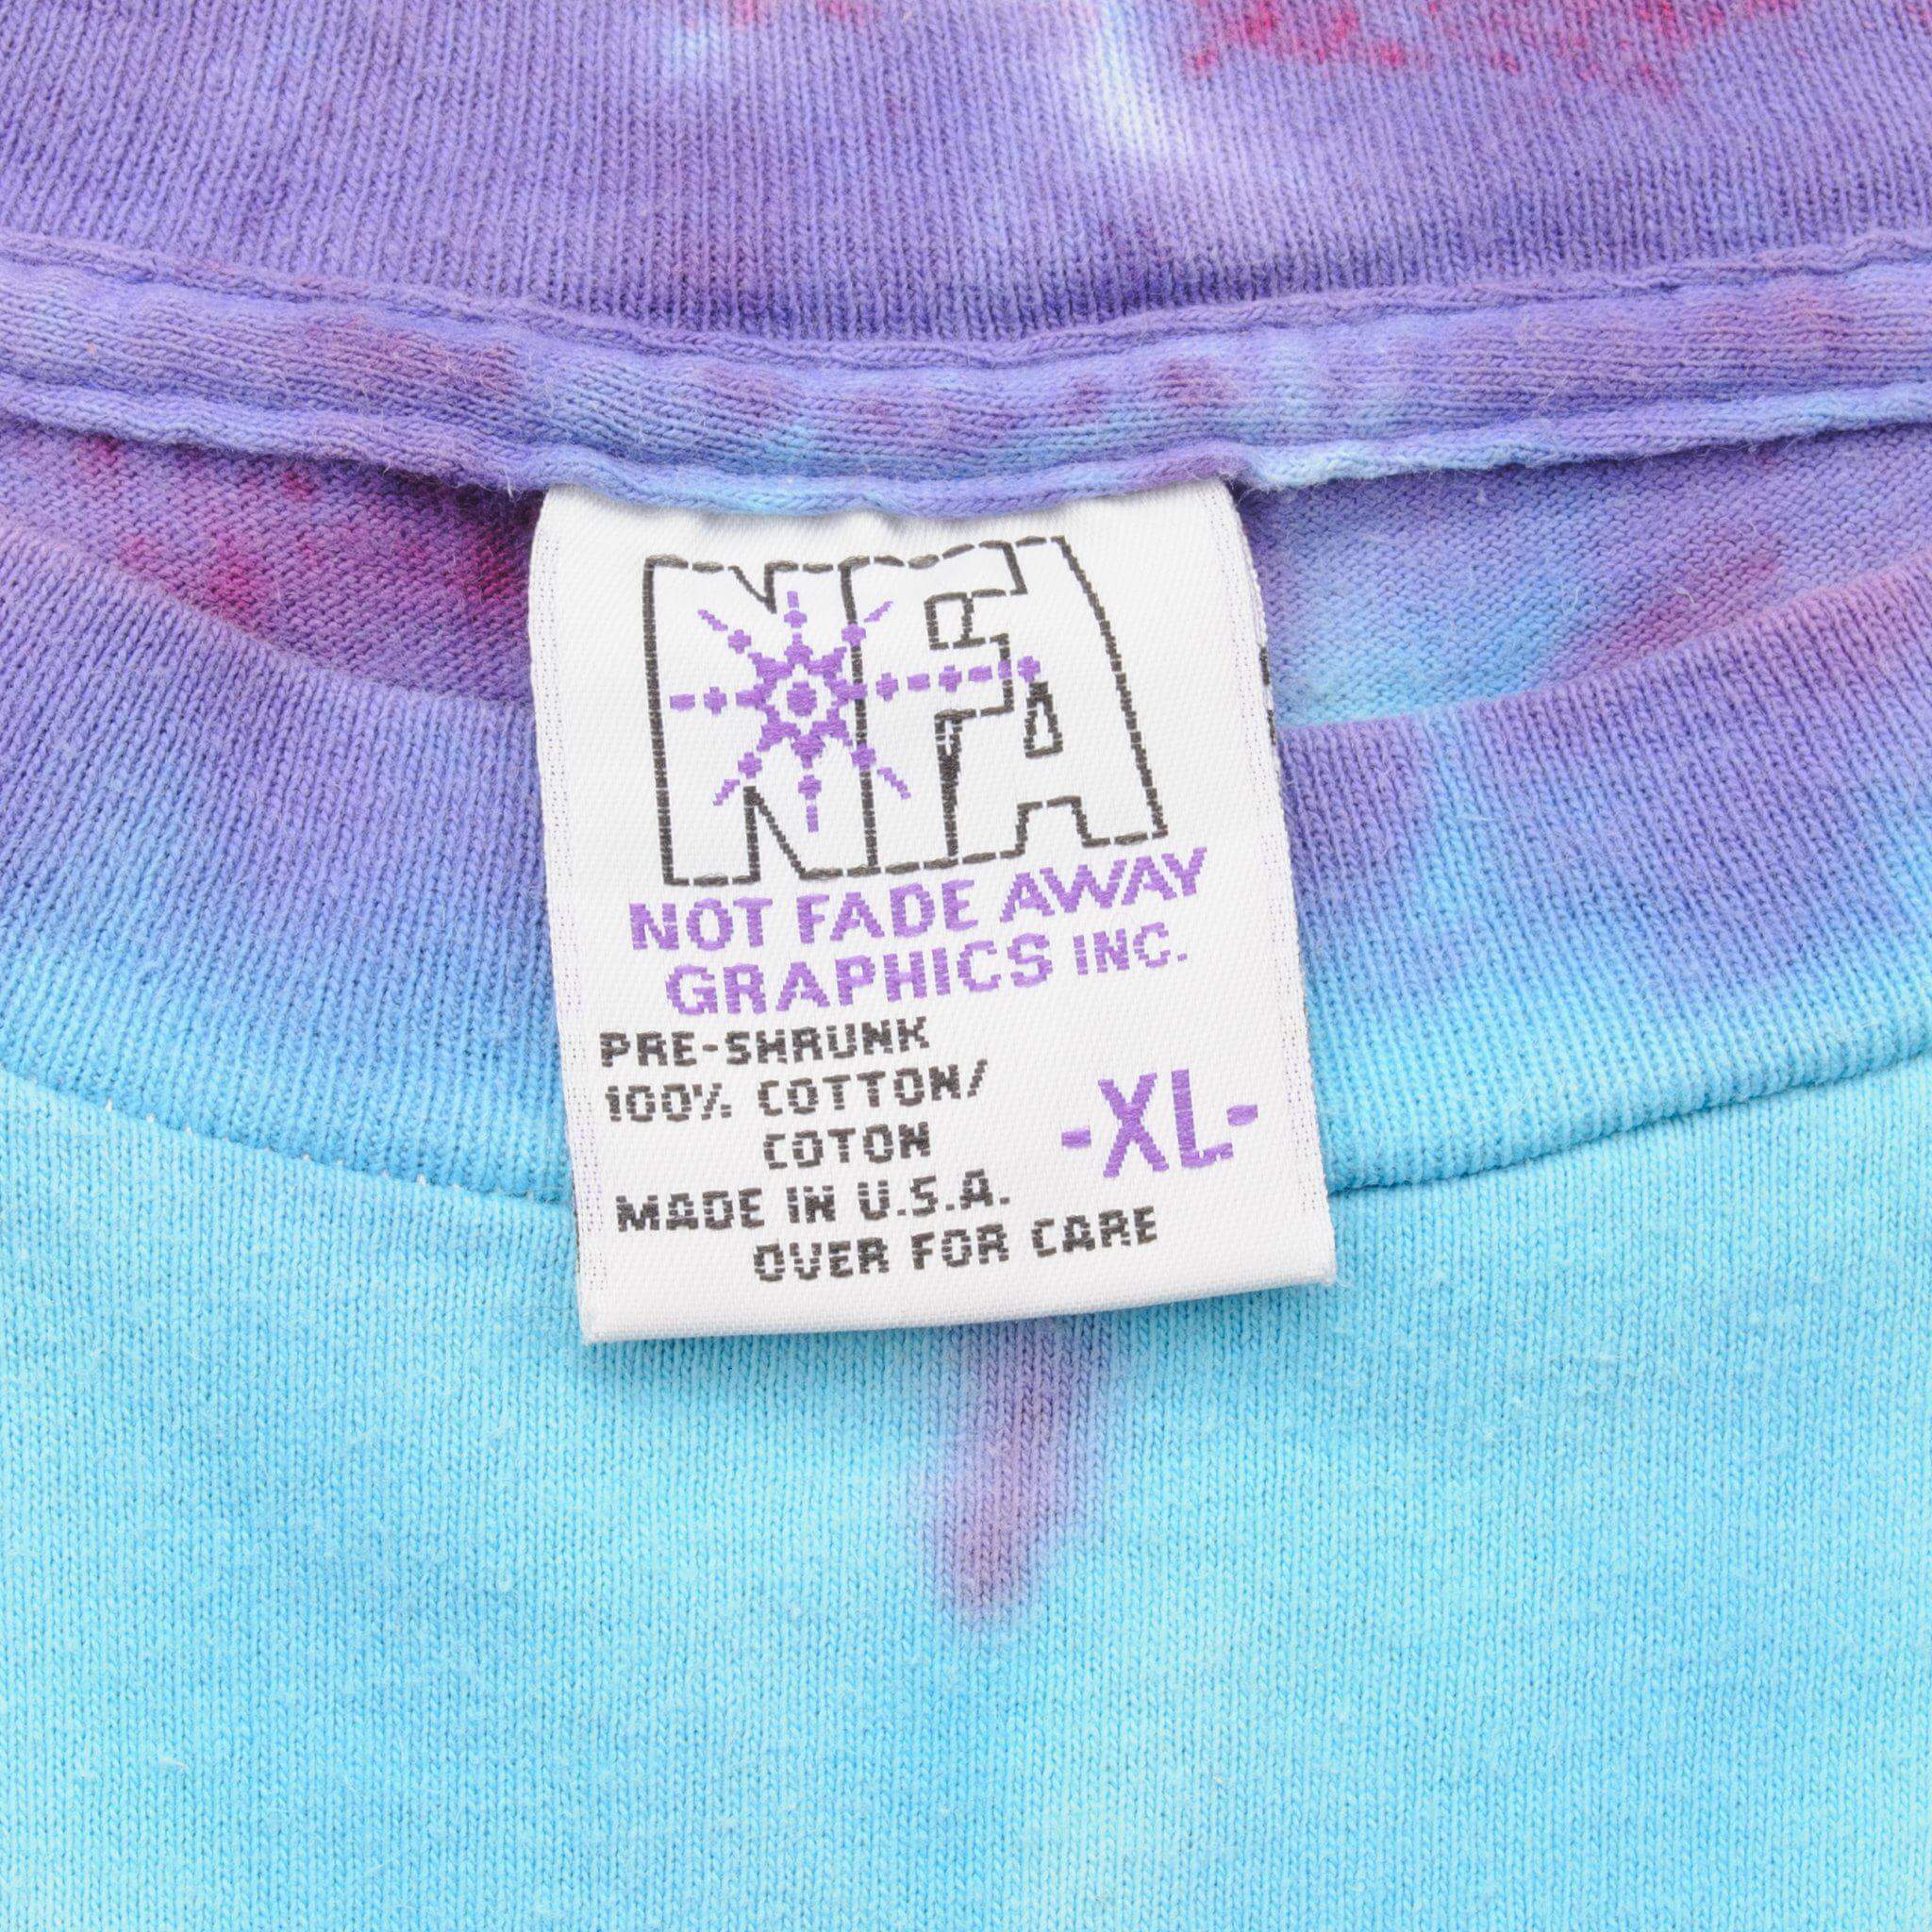 NFA
NOT FADE AWAY
GRAPHICS INC.
PRE-SHRUNK
100% COTTON/
COTON
-XL-
MADE IN U.S.A.
OVER FOR CARE